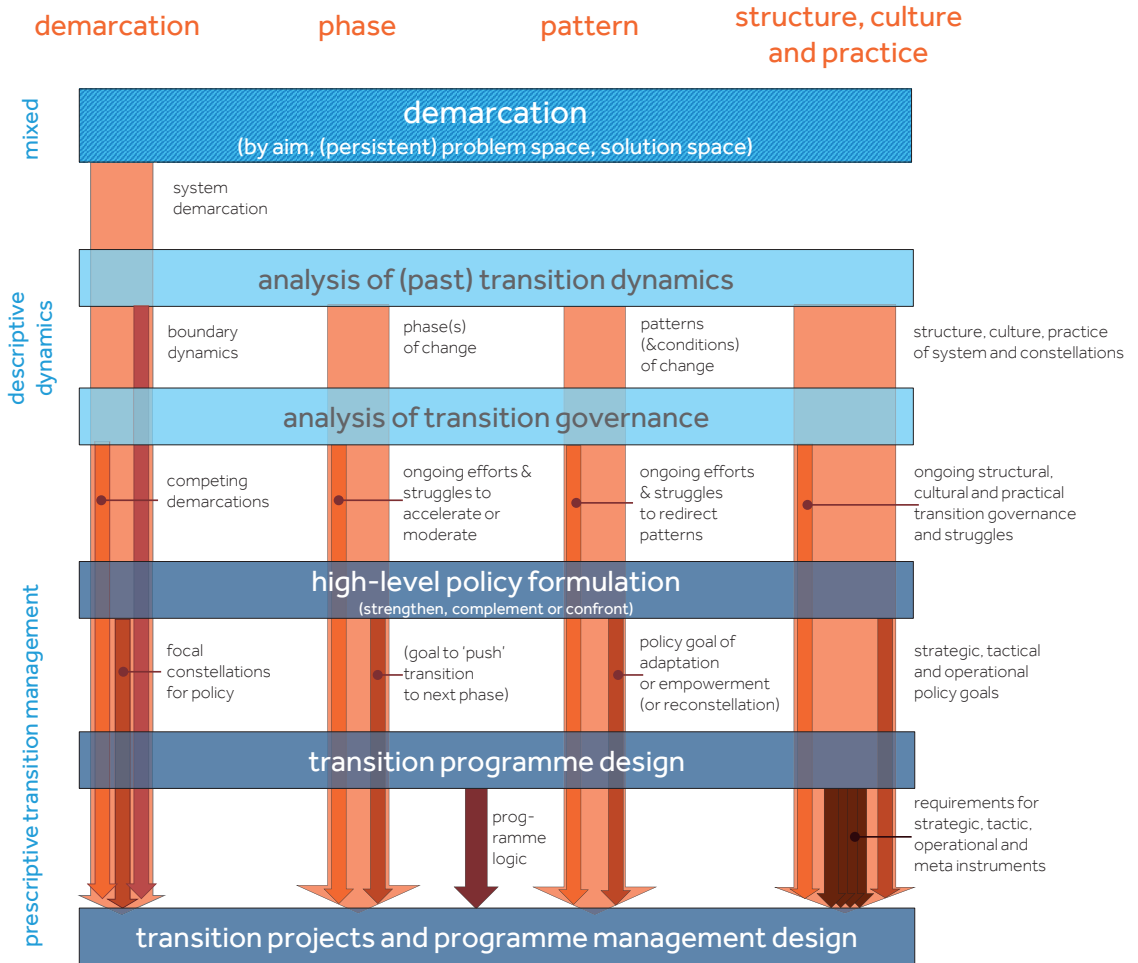 demarcation
phase
pattern
structure, culture
and practice
mixed
demarcation
(by aim, (persistent) problem space, solution space)
system
demarcation
descriptive
dynamics
analysis of (past) transition dynamics
boundary
dynamics
phase(s)
of change
patterns
(&conditions)
of change
structure, culture, practice
of system and constellations
analysis of transition governance
competing
demarcations
ongoing efforts &
struggles to
accelerate or
moderate
ongoing efforts
& struggles
to redirect
patterns
ongoing structural,
cultural and practical
transition governance
and struggles
prescriptive transition management
high-level policy formulation
(strengthen, complement or confront)
focal
constellations
for policy
(goal to ‘push’
transition
to next phase)
policy goal of
adaptation
or empowerment
(or reconstellation)
strategic, tactical
and operational
policy goals
transition programme design
prog-
ramme
logic
requirements for
strategic, tactic,
operational and
meta instruments
transition projects and programme management design